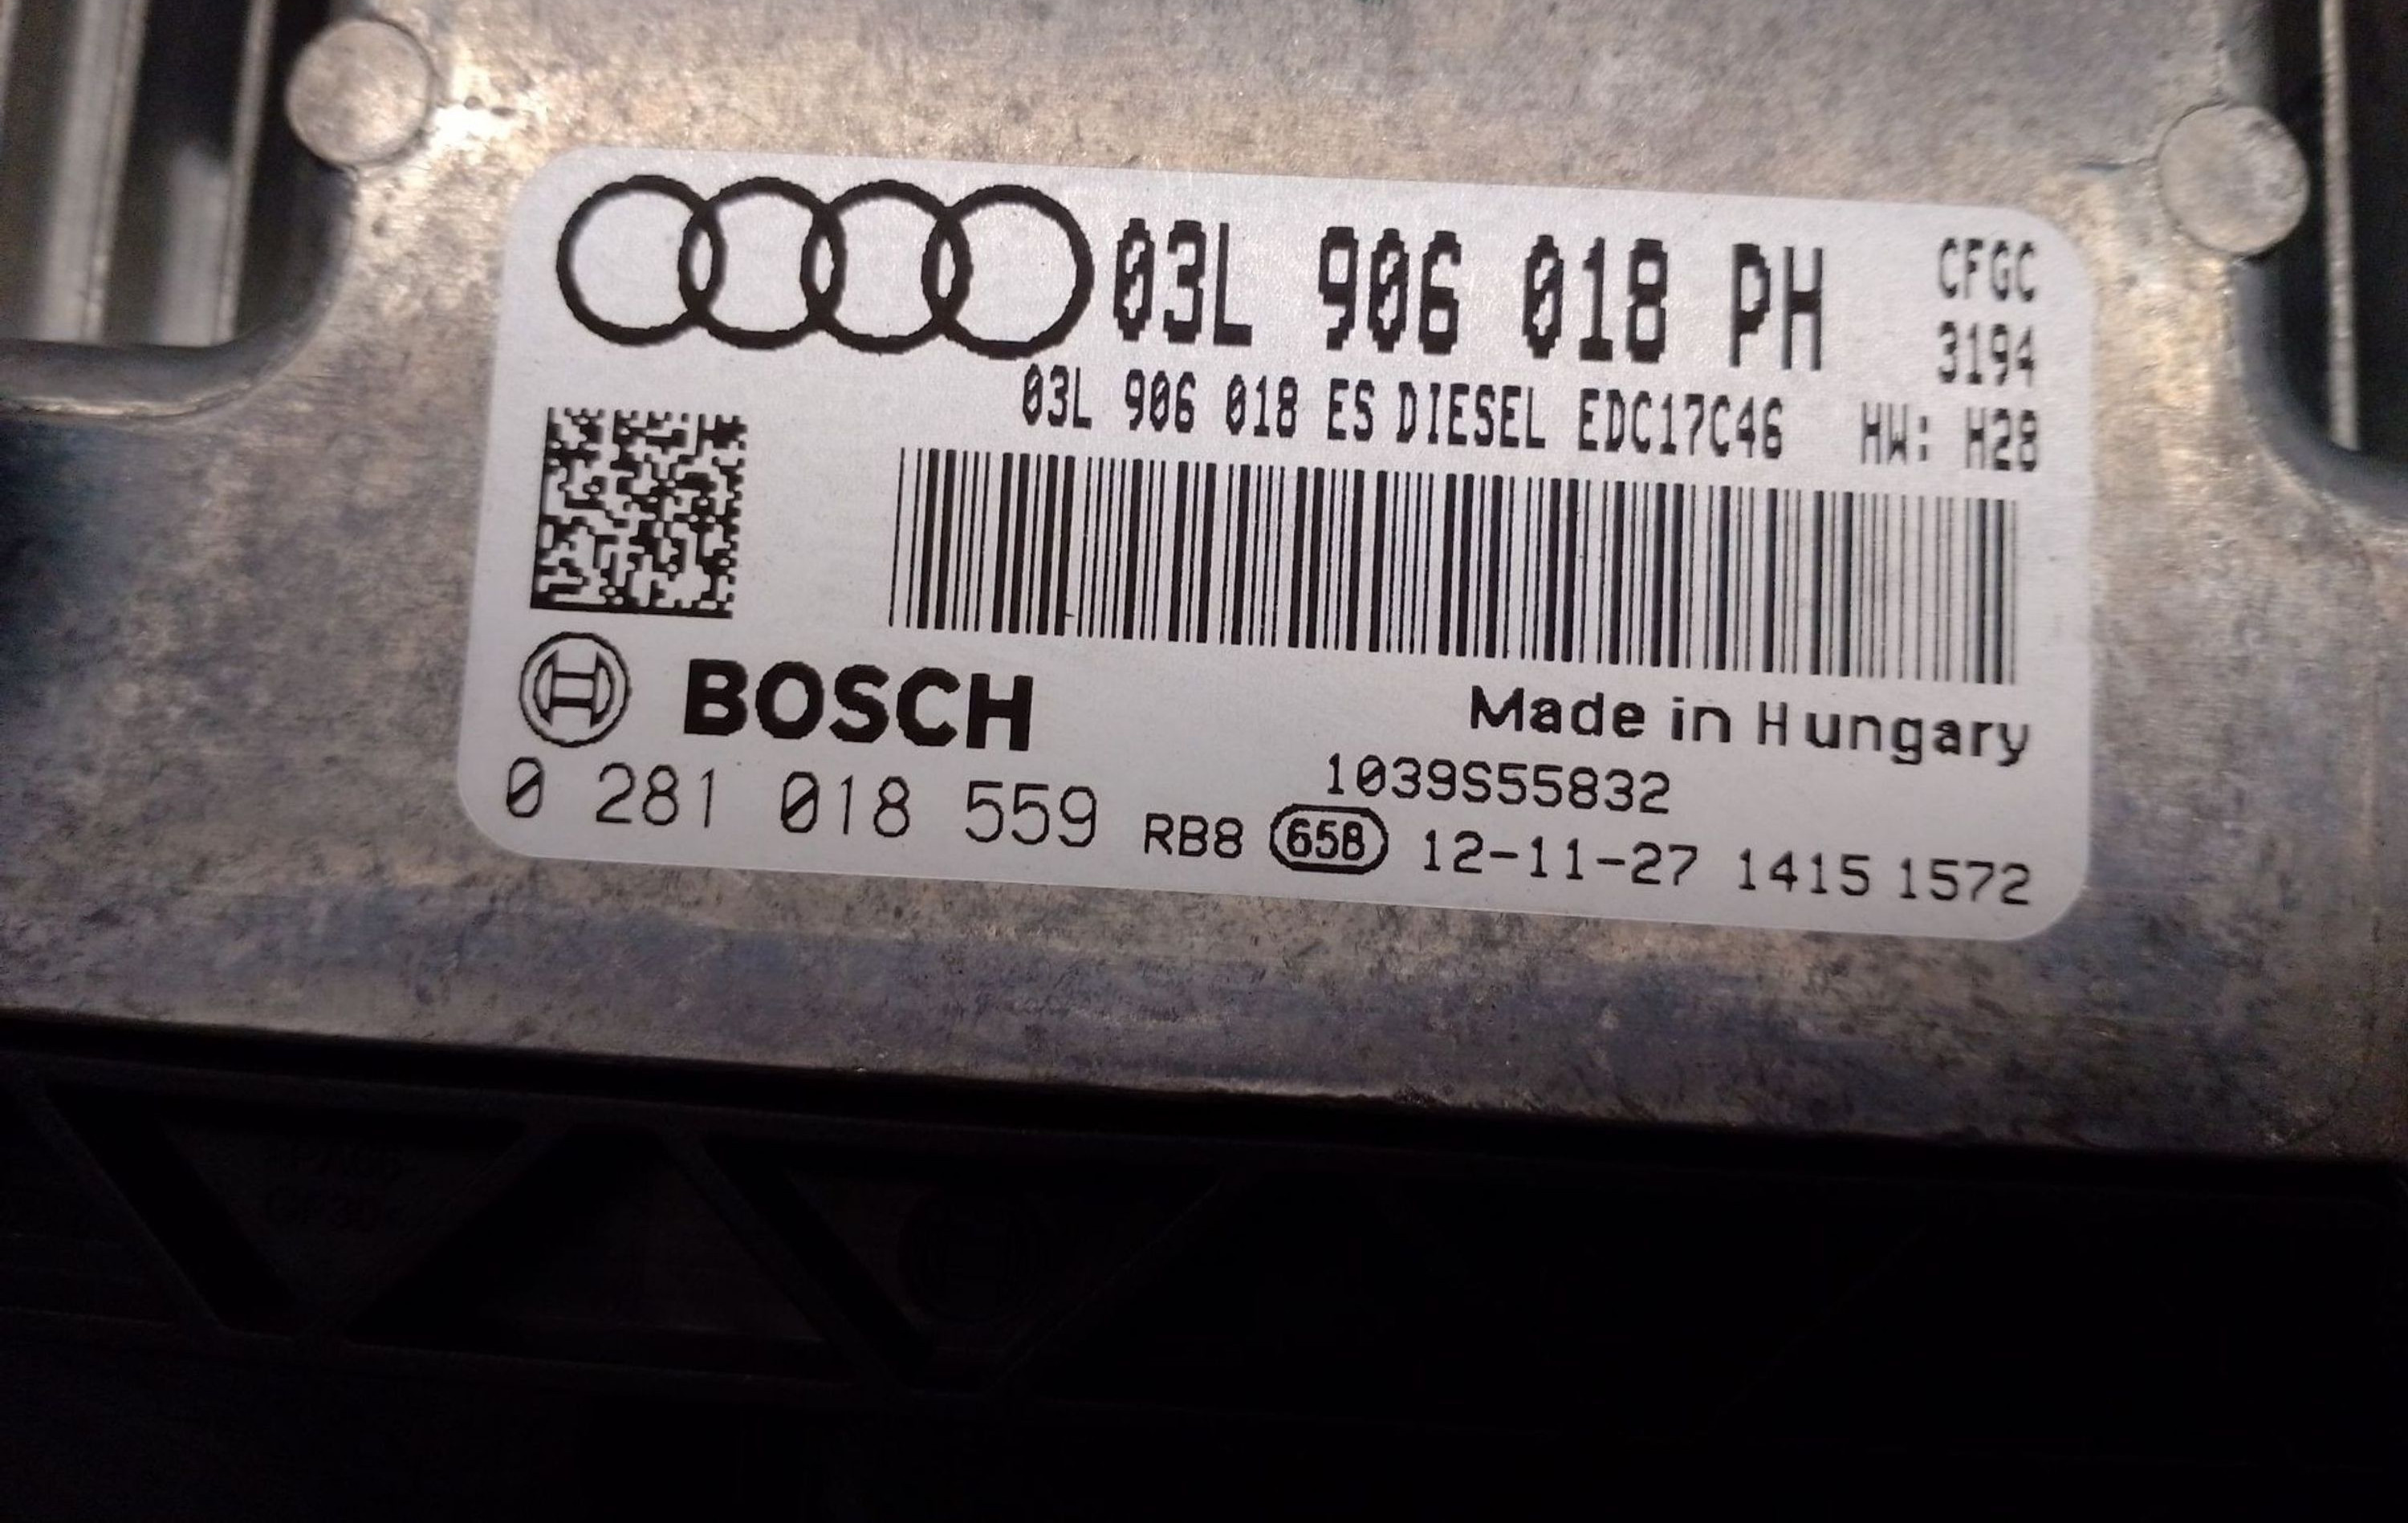 03L 906 018 PH CFGC
3194
03L 906 018 ES DIESEL EDC17C46 HW: H28
BOSCH
Made in Hungary
1039S55832
0 281 018 559 RB8 658 12-11-27 1415 1572